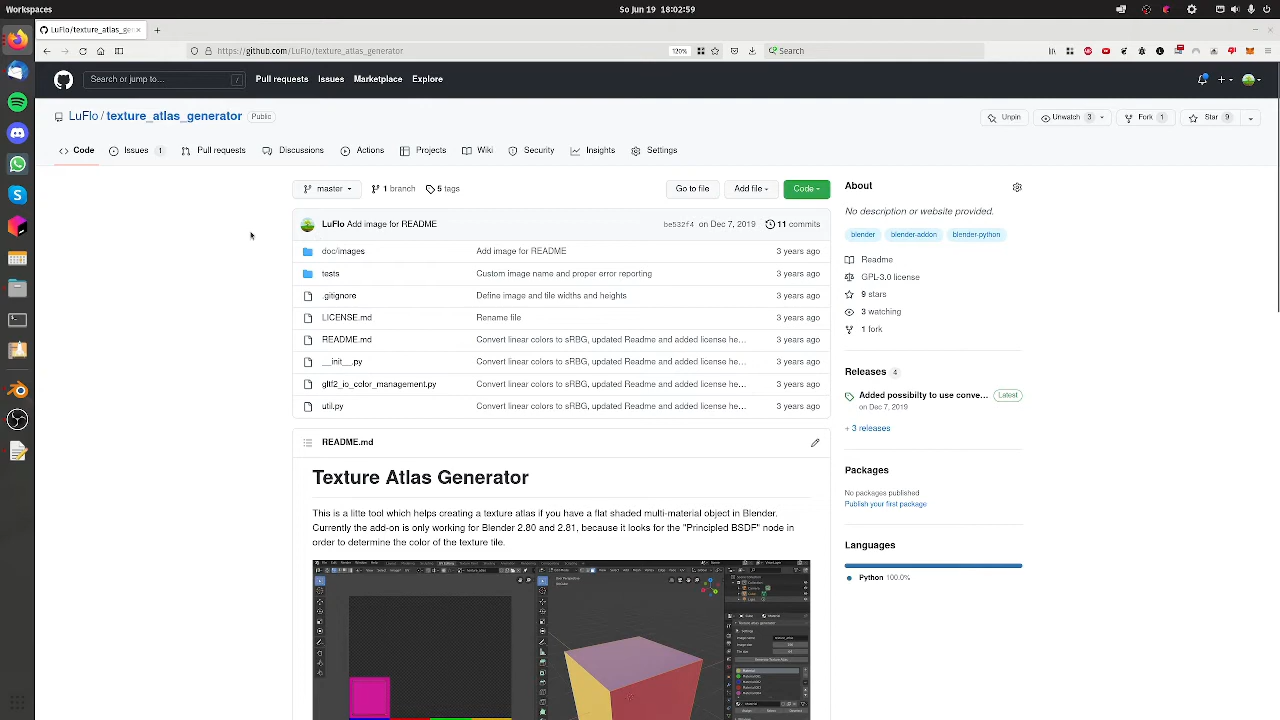 Workspaces
So Jun 19 18:02:59
LuFlo/texture_atlas_gene
https://github.com/LuFlo/texture_atlas_generator
120%
Search
Search or jump to...
/
Pull requests
Issues
Marketplace
Explore
LuFlo / texture_atlas_generator
Public
Unpin
Unwatch 3
Fork 1
Star 9
Code
Issues 1
Pull requests
Discussions
Actions
Projects
Wiki
Security
Insights
Settings
master
1 branch
5 tags
Go to file
Add file
Code
LuFlo Add image for README
be532f4 on Dec 7, 2019
11 commits
doc/images Add image for README 3 years ago
tests Custom image name and proper error reporting 3 years ago
.gitignore Define image and tile widths and heights 3 years ago
LICENSE.md Rename file 3 years ago
README.md Convert linear colors to sRBG, updated Readme and added license he… 3 years ago
__init__.py Convert linear colors to sRBG, updated Readme and added license he… 3 years ago
gltf2_io_color_management.py Convert linear colors to sRBG, updated Readme and added license he… 3 years ago
util.py Convert linear colors to sRBG, updated Readme and added license he… 3 years ago
README.md
Texture Atlas Generator
This is a litte tool which helps creating a texture atlas if you have a flat shaded multi-material object in Blender.
Currently the add-on is only working for Blender 2.80 and 2.81, because it looks for the "Principled BSDF" node in
order to determine the color of the texture tile.
About
No description or website provided.
blender
blender-addon
blender-python
Readme
GPL-3.0 license
9 stars
3 watching
1 fork
Releases 4
Added possibilty to use conve...
Latest
on Dec 7, 2019
+ 3 releases
Packages
No packages published
Publish your first package
Languages
Python 100.0%